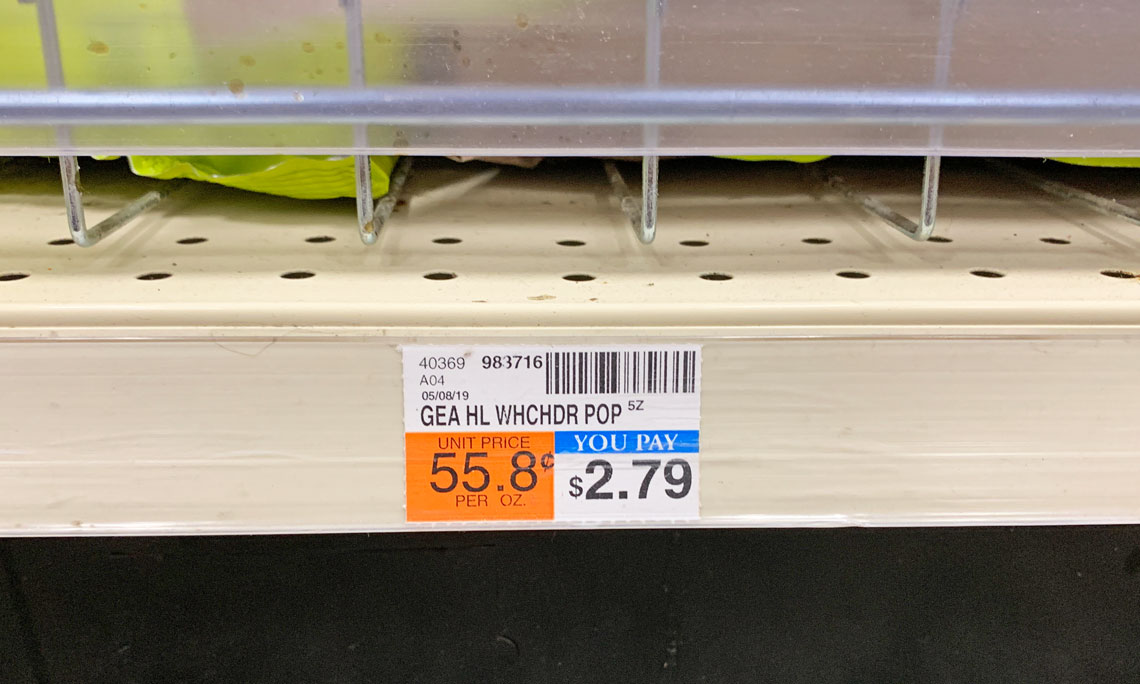 40369 983716
A04
05/08/19
GEA HL WHCHDR POP 5Z
UNIT PRICE
55.8¢
PER OZ.
YOU PAY
$2.79